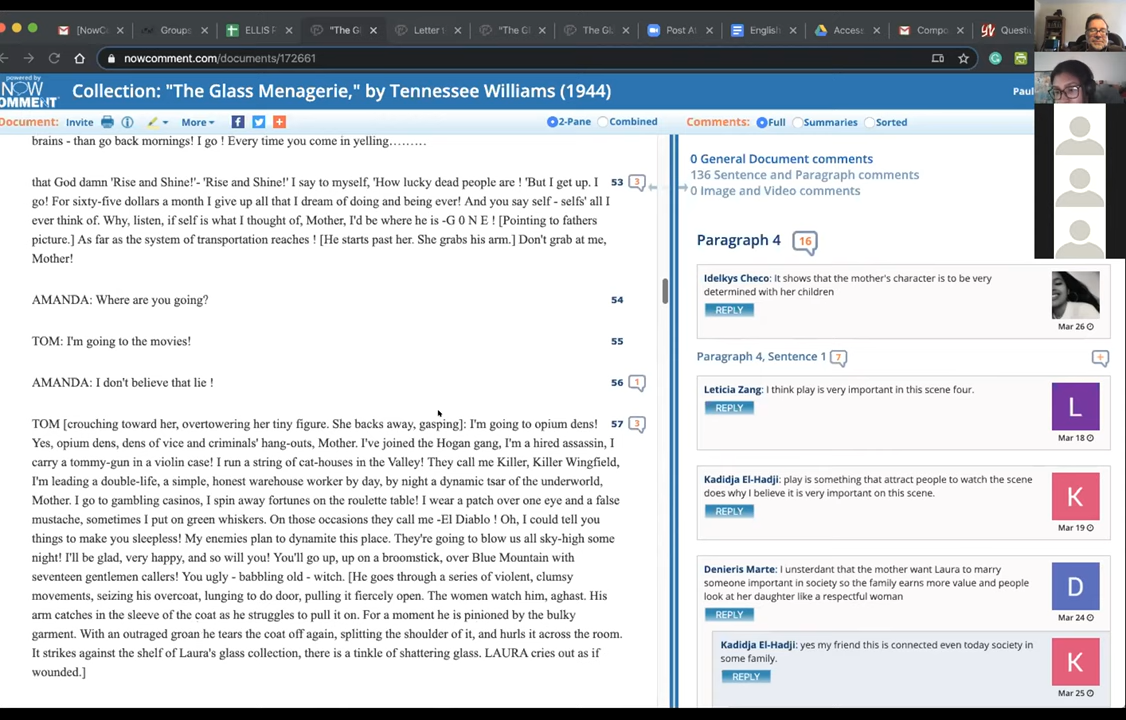 [NowC
Groups
ELLIS F
"The Gl
Letter
"The Gl
The Gla
Post At
English
Access
Compo
Questi
nowcomment.com/documents/172661
powered by
NOW
OMMENT
Collection: "The Glass Menagerie," by Tennessee Williams (1944)
Paul
Document: Invite More
2-Pane Combined
Comments: Full Summaries Sorted
brains - than go back mornings! I go ! Every time you come in yelling………
that God damn 'Rise and Shine!'- 'Rise and Shine!' I say to myself, 'How lucky dead people are ! 'But I get up. I 53 3
go! For sixty-five dollars a month I give up all that I dream of doing and being ever! And you say self - selfs' all I
ever think of. Why, listen, if self is what I thought of, Mother, I'd be where he is -G 0 N E ! [Pointing to fathers
picture.] As far as the system of transportation reaches ! [He starts past her. She grabs his arm.] Don't grab at me,
Mother!
AMANDA: Where are you going? 54
TOM: I'm going to the movies! 55
AMANDA: I don't believe that lie ! 56 1
TOM [crouching toward her, overtowering her tiny figure. She backs away, gasping]: I'm going to opium dens! 57 3
Yes, opium dens, dens of vice and criminals' hang-outs, Mother. I've joined the Hogan gang, I'm a hired assassin, I
carry a tommy-gun in a violin case! I run a string of cat-houses in the Valley! They call me Killer, Killer Wingfield,
I'm leading a double-life, a simple, honest warehouse worker by day, by night a dynamic tsar of the underworld,
Mother. I go to gambling casinos, I spin away fortunes on the roulette table! I wear a patch over one eye and a false
mustache, sometimes I put on green whiskers. On those occasions they call me -El Diablo ! Oh, I could tell you
things to make you sleepless! My enemies plan to dynamite this place. They're going to blow us all sky-high some
night! I'll be glad, very happy, and so will you! You'll go up, up on a broomstick, over Blue Mountain with
seventeen gentlemen callers! You ugly - babbling old - witch. [He goes through a series of violent, clumsy
movements, seizing his overcoat, lunging to do door, pulling it fiercely open. The women watch him, aghast. His
arm catches in the sleeve of the coat as he struggles to pull it on. For a moment he is pinioned by the bulky
garment. With an outraged groan he tears the coat off again, splitting the shoulder of it, and hurls it across the room.
It strikes against the shelf of Laura's glass collection, there is a tinkle of shattering glass. LAURA cries out as if
wounded.]
0 General Document comments
136 Sentence and Paragraph comments
0 Image and Video comments
Paragraph 4 16
Idelkys Checo: It shows that the mother's character is to be very
determined with her children
REPLY
Mar 26
Paragraph 4, Sentence 1 7
Leticia Zang: I think play is very important in this scene four.
REPLY
L
Mar 18
Kadidja El-Hadji: play is something that attract people to watch the scene
does why I believe it is very important on this scene.
REPLY
K
Mar 19
Denieris Marte: I unsterdant that the mother want Laura to marry
someone important in society so the family earns more value and people
look at her daughter like a respectful woman
REPLY
D
Mar 24
Kadidja El-Hadji: yes my friend this is connected even today society in
some family.
REPLY
K
Mar 25